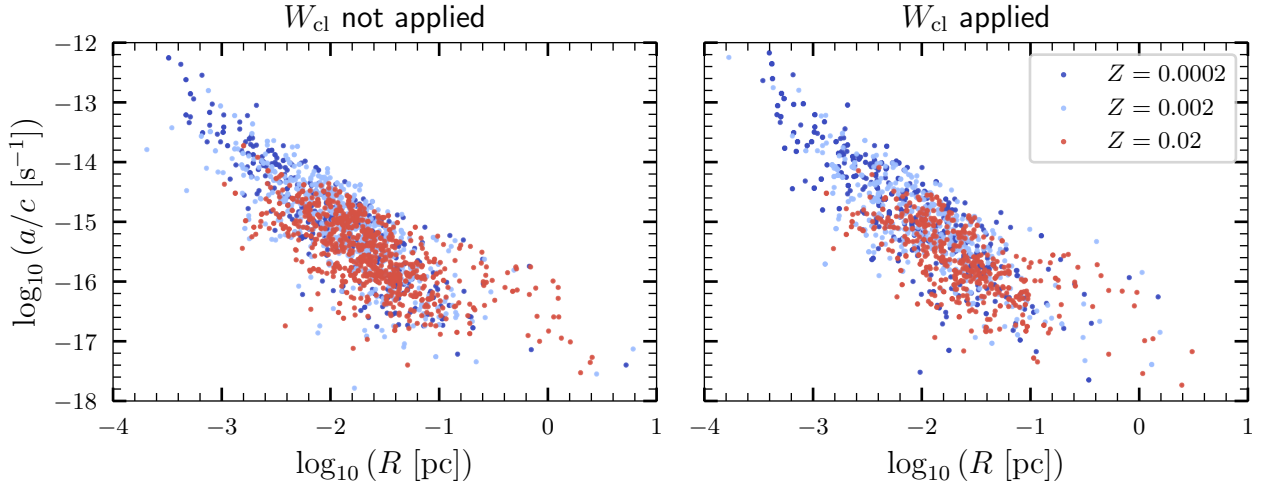 W_cl not applied
W_cl applied
log₁₀ (a/c [s⁻¹])
−12
−13
−14
−15
−16
−17
−18
−4
−3
−2
−1
0
1
log₁₀ (R [pc])
Z = 0.0002
Z = 0.002
Z = 0.02
−4
−3
−2
−1
0
1
log₁₀ (R [pc])